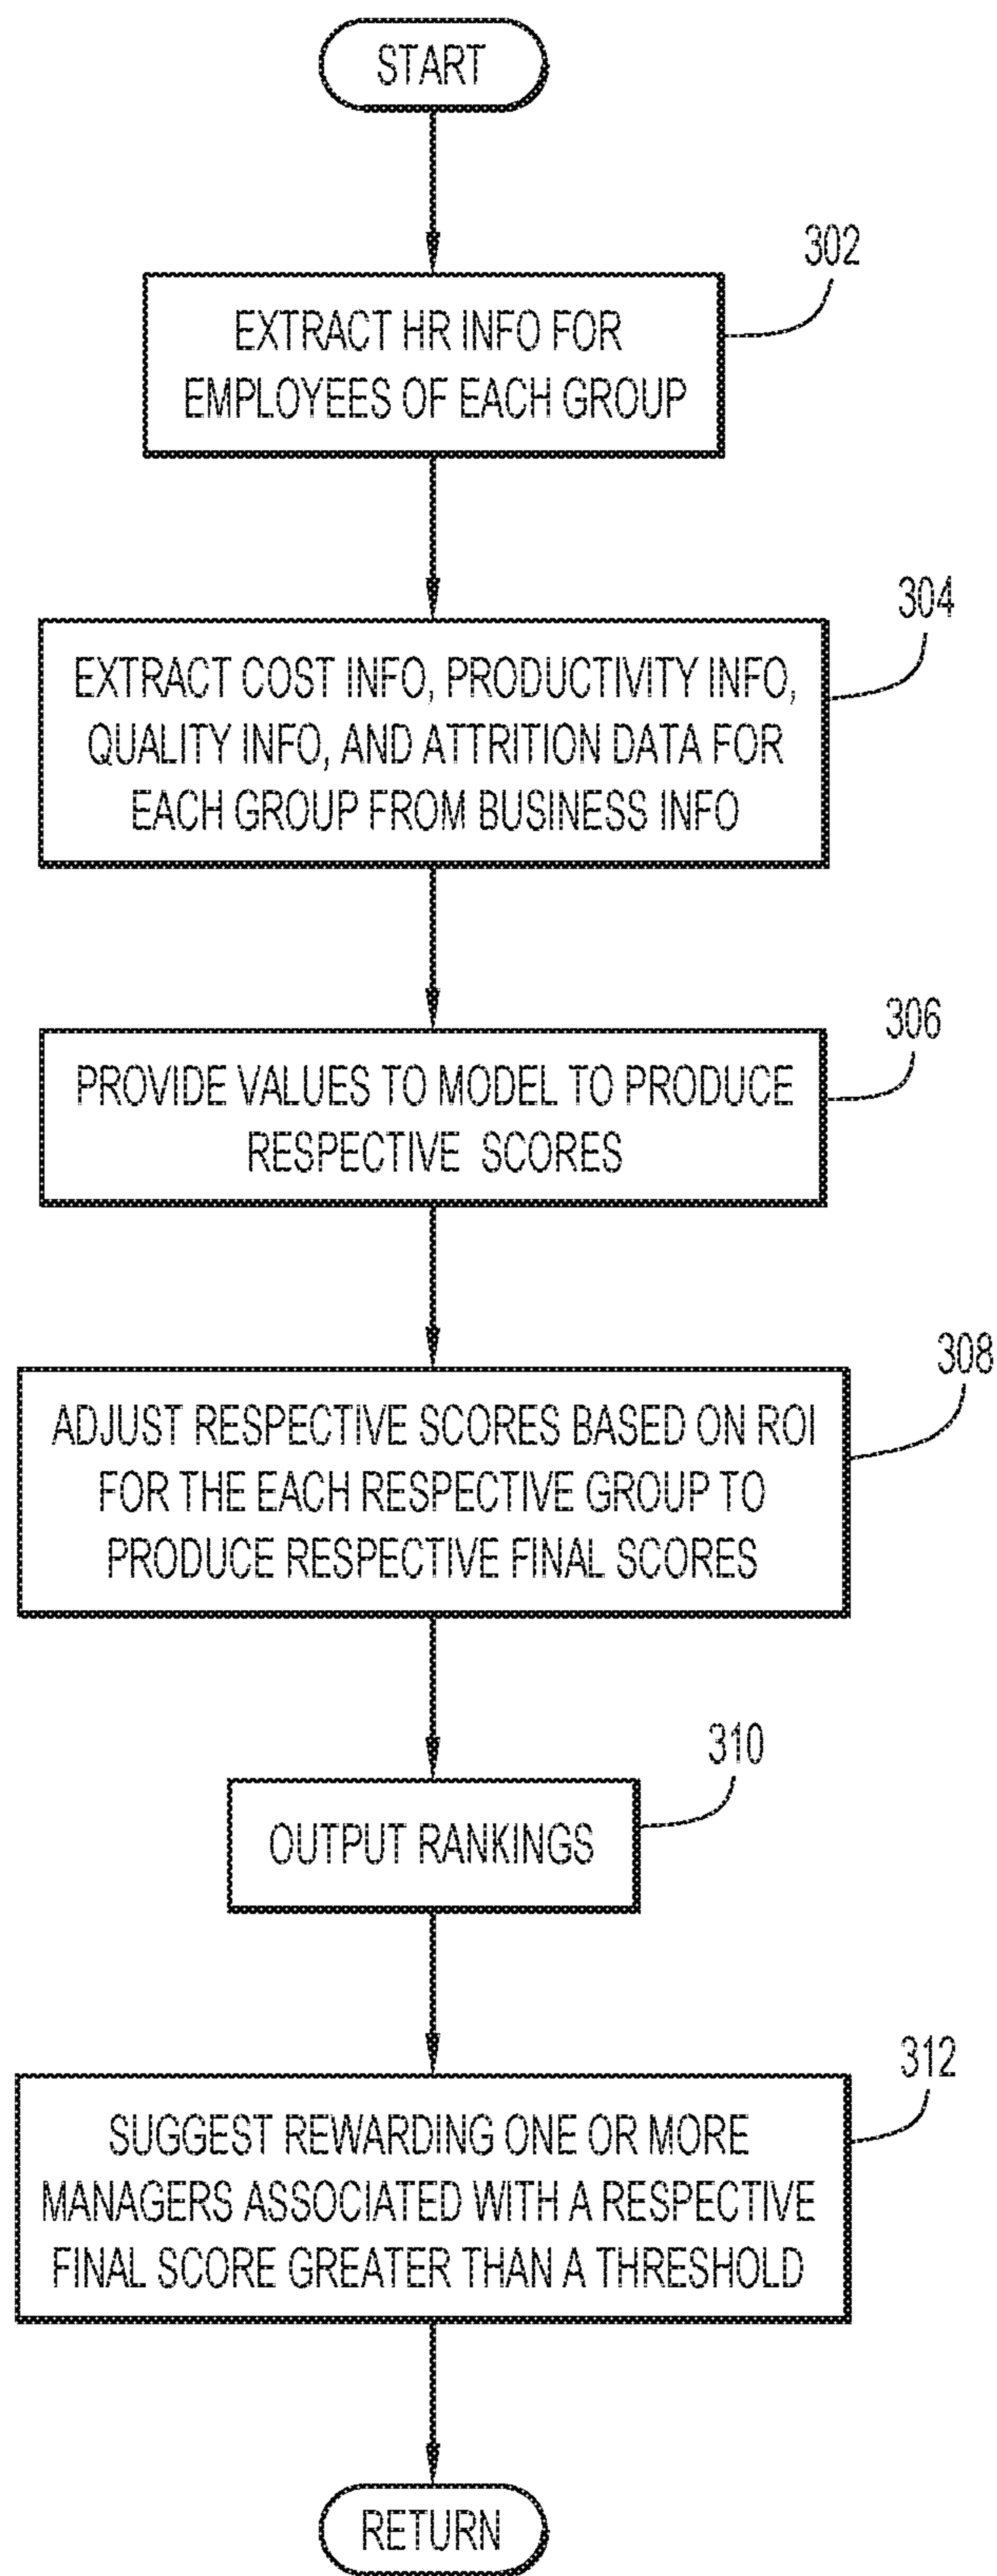 START
302
EXTRACT HR INFO FOR
EMPLOYEES OF EACH GROUP
304
EXTRACT COST INFO, PRODUCTIVITY INFO,
QUALITY INFO, AND ATTRITION DATA FOR
EACH GROUP FROM BUSINESS INFO
306
PROVIDE VALUES TO MODEL TO PRODUCE
RESPECTIVE SCORES
308
ADJUST RESPECTIVE SCORES BASED ON ROI
FOR THE EACH RESPECTIVE GROUP TO
PRODUCE RESPECTIVE FINAL SCORES
310
OUTPUT RANKINGS
312
SUGGEST REWARDING ONE OR MORE
MANAGERS ASSOCIATED WITH A RESPECTIVE
FINAL SCORE GREATER THAN A THRESHOLD
RETURN